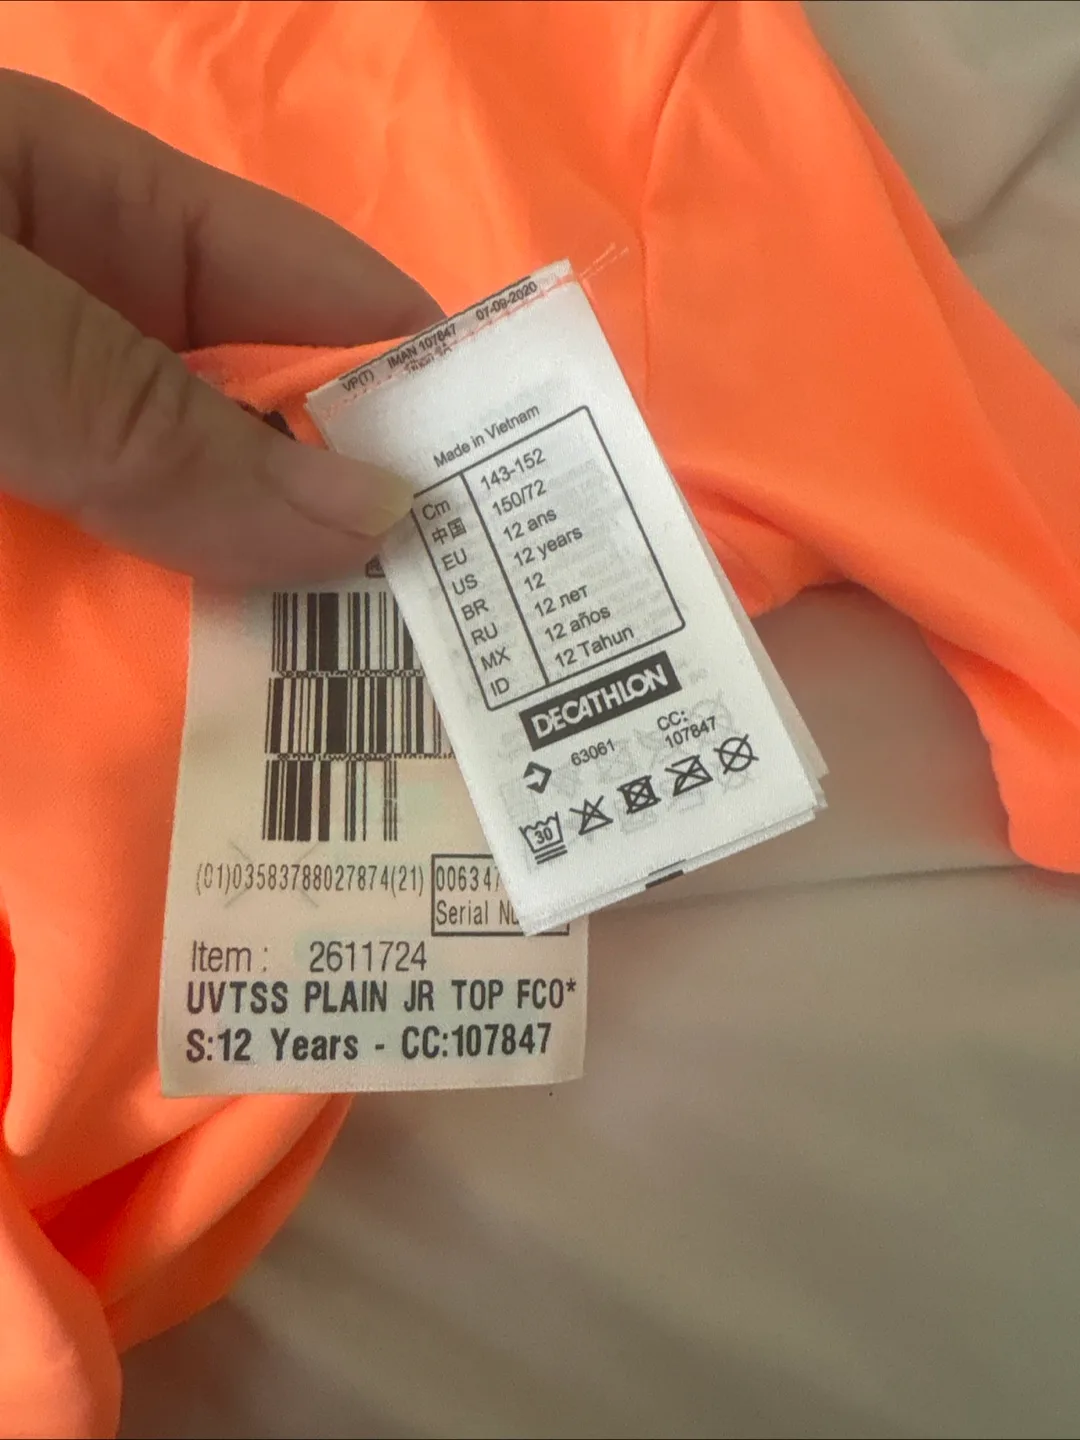 VP(T) IMAN 107847 07-09-2020
Made in Vietnam
Cm 143-152
中国 150/72
EU 12 ans
US 12 years
BR 12
RU 12 лет
MX 12 años
ID 12 Tahun
DECATHLON
63061 CC: 107847
30
(01)03583788027874(21) 00634
Serial
Item : 2611724
UVTSS PLAIN JR TOP FCO*
S:12 Years - CC:107847